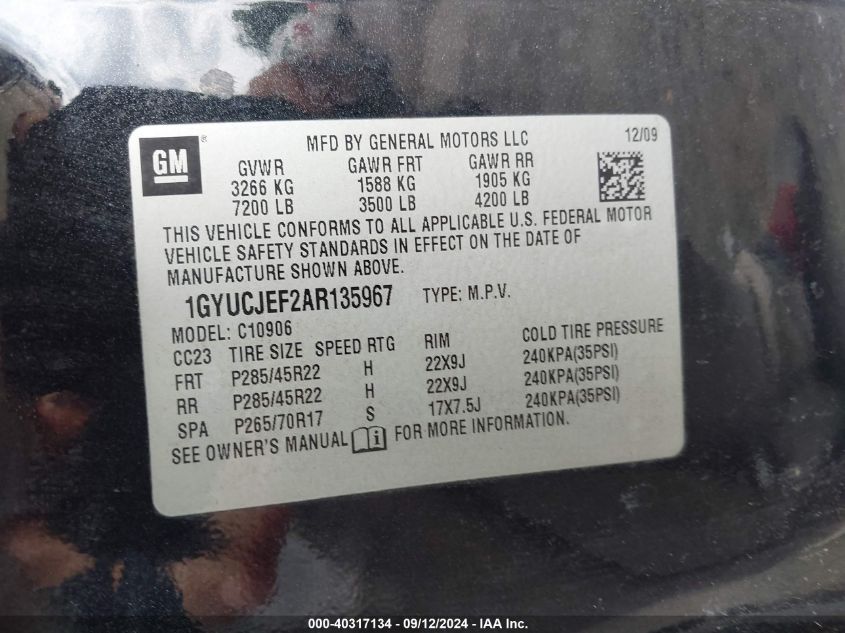 GM ®
MFD BY GENERAL MOTORS LLC 12/09
GVWR GAWR FRT GAWR RR
3266 KG 1588 KG 1905 KG
7200 LB 3500 LB 4200 LB
THIS VEHICLE CONFORMS TO ALL APPLICABLE U.S. FEDERAL MOTOR
VEHICLE SAFETY STANDARDS IN EFFECT ON THE DATE OF
MANUFACTURE SHOWN ABOVE.
1GYUCJEF2AR135967 TYPE: M.P.V.
MODEL: C10906
CC23 TIRE SIZE SPEED RTG RIM COLD TIRE PRESSURE
FRT P285/45R22 H 22X9J 240KPA(35PSI)
RR P285/45R22 H 22X9J 240KPA(35PSI)
SPA P265/70R17 S 17X7.5J 240KPA(35PSI)
SEE OWNER'S MANUAL FOR MORE INFORMATION.
000-40317134 - 09/12/2024 - IAA Inc.